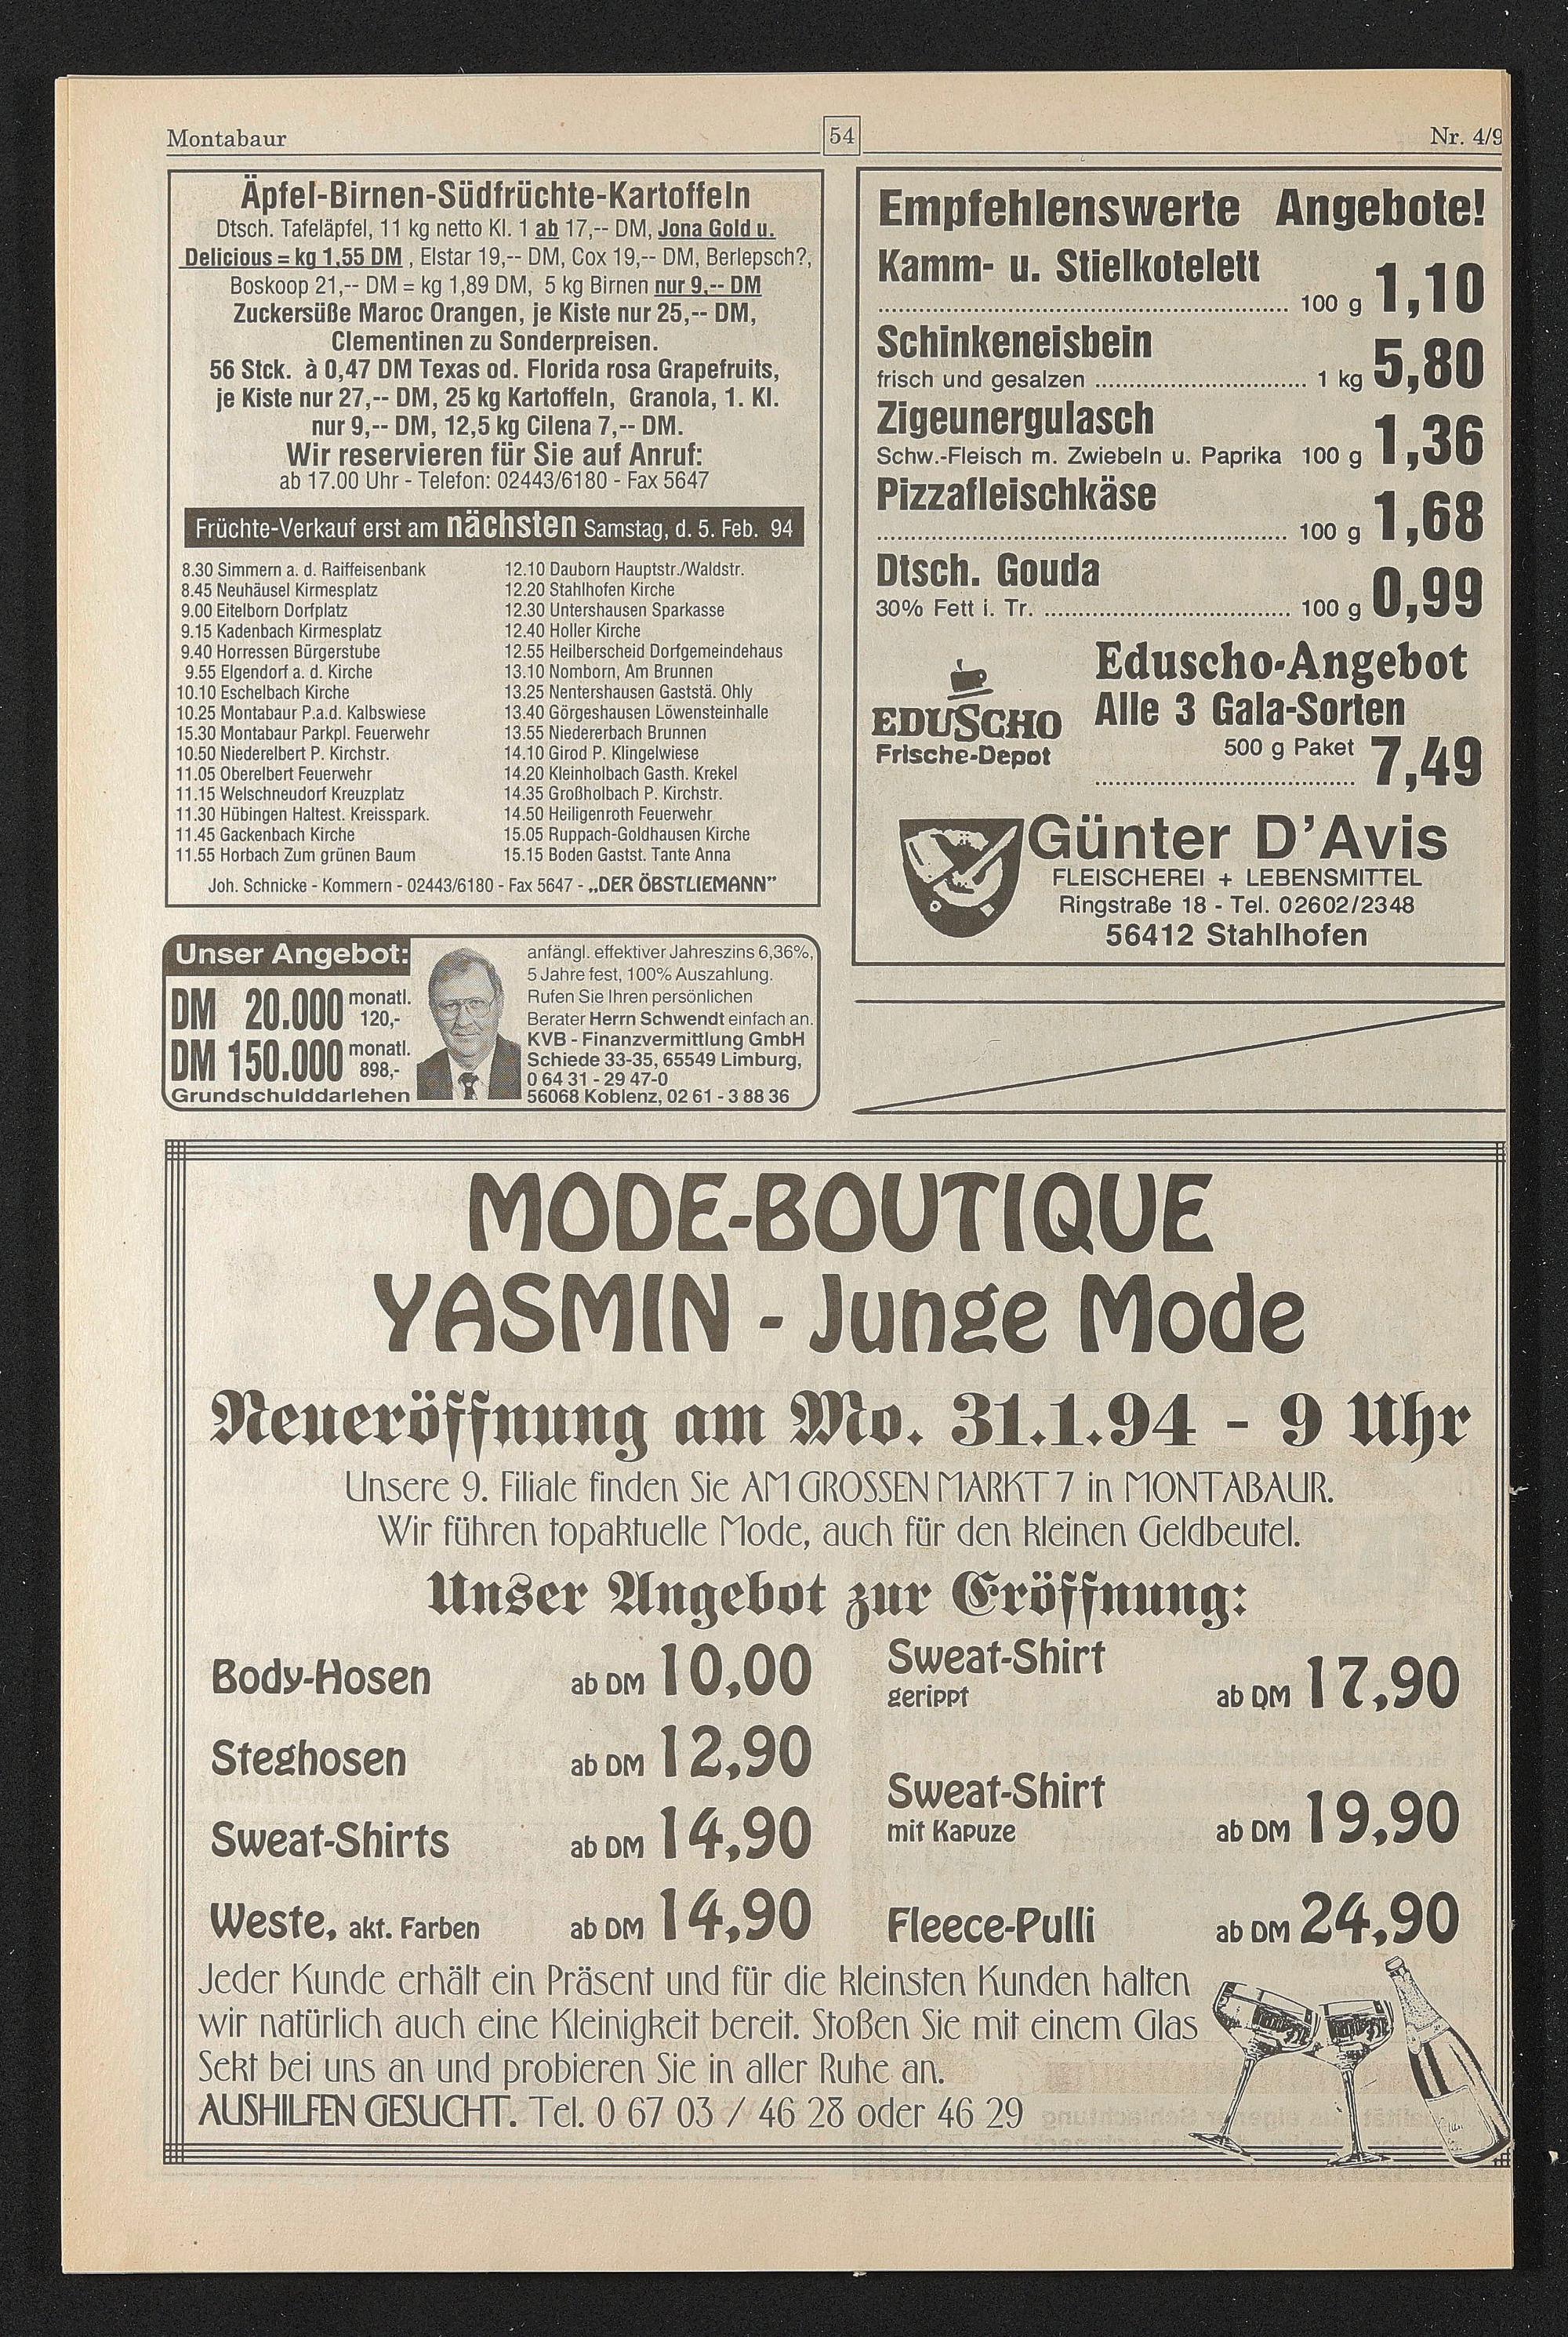 Montabaur
54
Nr. 4/9
Äpfel-Birnen-Südfrüchte-Kartoffeln
Dtsch. Tafeläpfel, 11 kg netto Kl. 1 ab 17,-- DM, Jona Gold u.
Delicious = kg 1,55 DM , Elstar 19,-- DM, Cox 19,-- DM, Berlepsch?,
Boskoop 21,-- DM = kg 1,89 DM, 5 kg Birnen nur 9,-- DM
Zuckersüße Maroc Orangen, je Kiste nur 25,-- DM,
Clementinen zu Sonderpreisen.
56 Stck. à 0,47 DM Texas od. Florida rosa Grapefruits,
je Kiste nur 27,-- DM, 25 kg Kartoffeln, Granola, 1. Kl.
nur 9,-- DM, 12,5 kg Cilena 7,-- DM.
Wir reservieren für Sie auf Anruf:
ab 17.00 Uhr - Telefon: 02443/6180 - Fax 5647
Früchte-Verkauf erst am nächsten Samstag, d. 5. Feb. 94
8.30 Simmern a. d. Raiffeisenbank
8.45 Neuhäusel Kirmesplatz
9.00 Eitelborn Dorfplatz
9.15 Kadenbach Kirmesplatz
9.40 Horressen Bürgerstube
9.55 Elgendorf a. d. Kirche
10.10 Eschelbach Kirche
10.25 Montabaur P.a.d. Kalbswiese
15.30 Montabaur Parkpl. Feuerwehr
10.50 Niederelbert P. Kirchstr.
11.05 Oberelbert Feuerwehr
11.15 Welschneudorf Kreuzplatz
11.30 Hübingen Haltest. Kreisspark.
11.45 Gackenbach Kirche
11.55 Horbach Zum grünen Baum
12.10 Dauborn Hauptstr./Waldstr.
12.20 Stahlhofen Kirche
12.30 Untershausen Sparkasse
12.40 Holler Kirche
12.55 Heilberscheid Dorfgemeindehaus
13.10 Nomborn, Am Brunnen
13.25 Nentershausen Gaststä. Ohly
13.40 Görgeshausen Löwensteinhalle
13.55 Niedererbach Brunnen
14.10 Girod P. Klingelwiese
14.20 Kleinholbach Gasth. Krekel
14.35 Großholbach P. Kirchstr.
14.50 Heiligenroth Feuerwehr
15.05 Ruppach-Goldhausen Kirche
15.15 Boden Gastst. Tante Anna
Joh. Schnicke - Kommern - 02443/6180 - Fax 5647 - „DER ÖBSTLIEMANN"
Unser Angebot:
DM 20.000 monatl. 120,-
DM 150.000 monatl. 898,-
Grundschulddarlehen
anfängl. effektiver Jahreszins 6,36%,
5 Jahre fest, 100% Auszahlung.
Rufen Sie Ihren persönlichen
Berater Herrn Schwendt einfach an.
KVB - Finanzvermittlung GmbH
Schiede 33-35, 65549 Limburg,
0 64 31 - 29 47-0
56068 Koblenz, 02 61 - 3 88 36
Empfehlenswerte Angebote!
Kamm- u. Stielkotelett
100 g 1,10
Schinkeneisbein
frisch und gesalzen 1 kg 5,80
Zigeunergulasch
Schw.-Fleisch m. Zwiebeln u. Paprika 100 g 1,36
Pizzafleischkäse
100 g 1,68
Dtsch. Gouda
30% Fett i. Tr. 100 g 0,99
EDUSCHO
Frische-Depot
Eduscho-Angebot
Alle 3 Gala-Sorten
500 g Paket 7,49
Günter D'Avis
FLEISCHEREI + LEBENSMITTEL
Ringstraße 18 - Tel. 02602/2348
56412 Stahlhofen
MODE-BOUTIQUE
YASMIN - Junge Mode
Neueröffnung am Mo. 31.1.94 - 9 Uhr
Unsere 9. Filiale finden Sie AM GROSSEN MARKT 7 in MONTABAUR.
Wir führen topaktuelle Mode, auch für den kleinen Geldbeutel.
Unser Angebot zur Eröffnung:
Body-Hosen ab DM 10,00
Steghosen ab DM 12,90
Sweat-Shirts ab DM 14,90
Weste, akt. Farben ab DM 14,90
Sweat-Shirt
gerippt ab DM 17,90
Sweat-Shirt
mit Kapuze ab DM 19,90
Fleece-Pulli ab DM 24,90
Jeder Kunde erhält ein Präsent und für die kleinsten Kunden halten
wir natürlich auch eine Kleinigkeit bereit. Stoßen Sie mit einem Glas
Sekt bei uns an und probieren Sie in aller Ruhe an.
AUSHILFEN GESUCHT. Tel. 0 67 03 / 46 28 oder 46 29